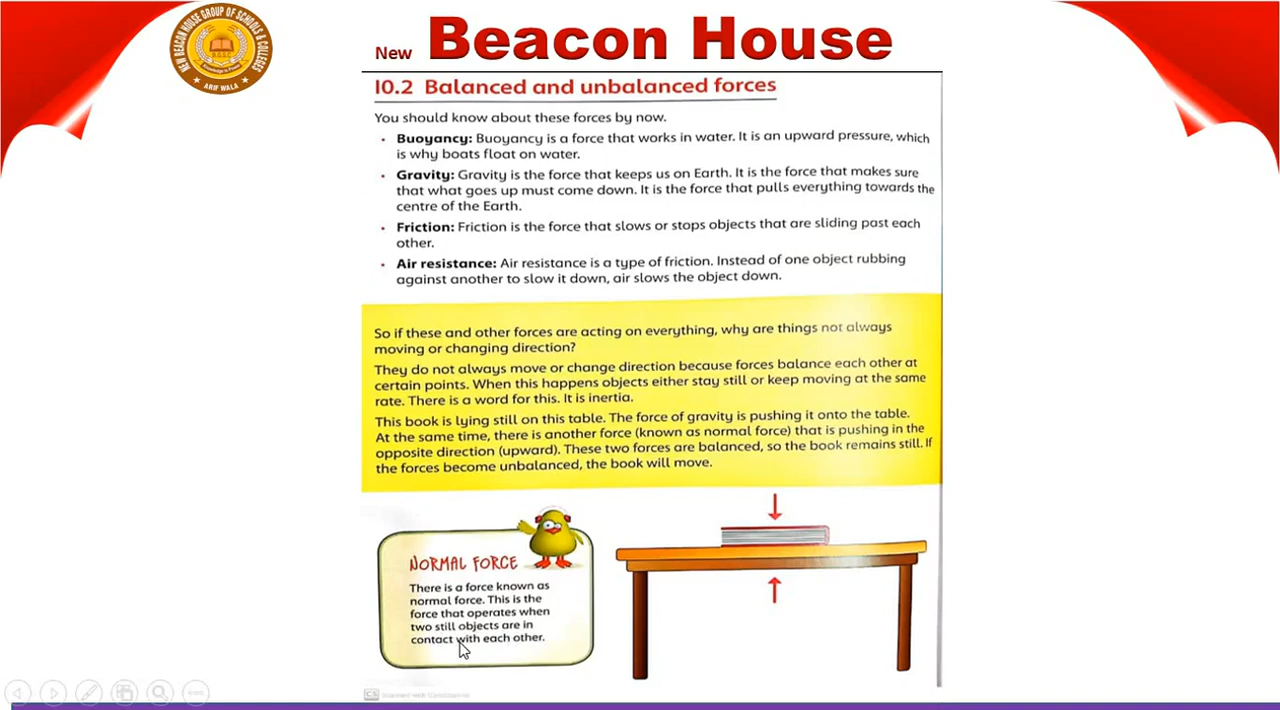 NEW BEACON HOUSE GROUP OF SCHOOLS & COLLEGES
ARIF WALA
New Beacon House
10.2 Balanced and unbalanced forces
You should know about these forces by now.
• Buoyancy: Buoyancy is a force that works in water. It is an upward pressure, which
is why boats float on water.
• Gravity: Gravity is the force that keeps us on Earth. It is the force that makes sure
that what goes up must come down. It is the force that pulls everything towards the
centre of the Earth.
• Friction: Friction is the force that slows or stops objects that are sliding past each
other.
• Air resistance: Air resistance is a type of friction. Instead of one object rubbing
against another to slow it down, air slows the object down.
So if these and other forces are acting on everything, why are things not always
moving or changing direction?
They do not always move or change direction because forces balance each other at
certain points. When this happens objects either stay still or keep moving at the same
rate. There is a word for this. It is inertia.
This book is lying still on this table. The force of gravity is pushing it onto the table.
At the same time, there is another force (known as normal force) that is pushing in the
opposite direction (upward). These two forces are balanced, so the book remains still. If
the forces become unbalanced, the book will move.
NORMAL FORCE
There is a force known as
normal force. This is the
force that operates when
two still objects are in
contact with each other.
CS Scanned with CamScanner